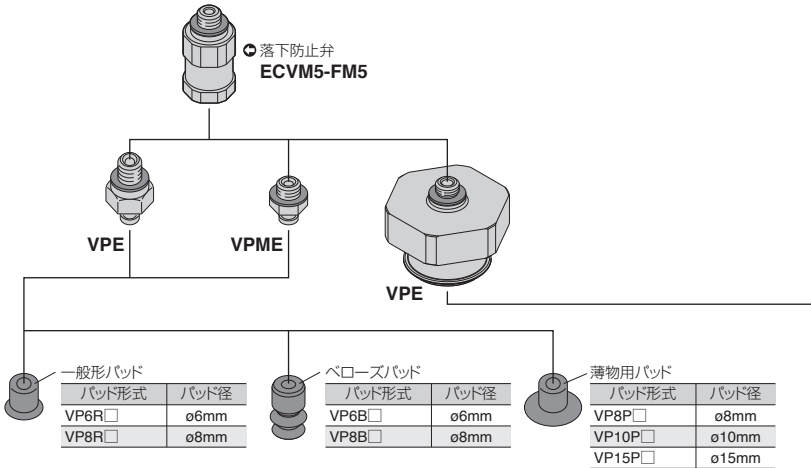 落下防止弁
ECVM5-FM5
VPE
VPME
VPE
一般形パッド
パッド形式 パッド径
VP6R□ ø6mm
VP8R□ ø8mm
ベローズパッド
パッド形式 パッド径
VP6B□ ø6mm
VP8B□ ø8mm
薄物用パッド
パッド形式 パッド径
VP8P□ ø8mm
VP10P□ ø10mm
VP15P□ ø15mm